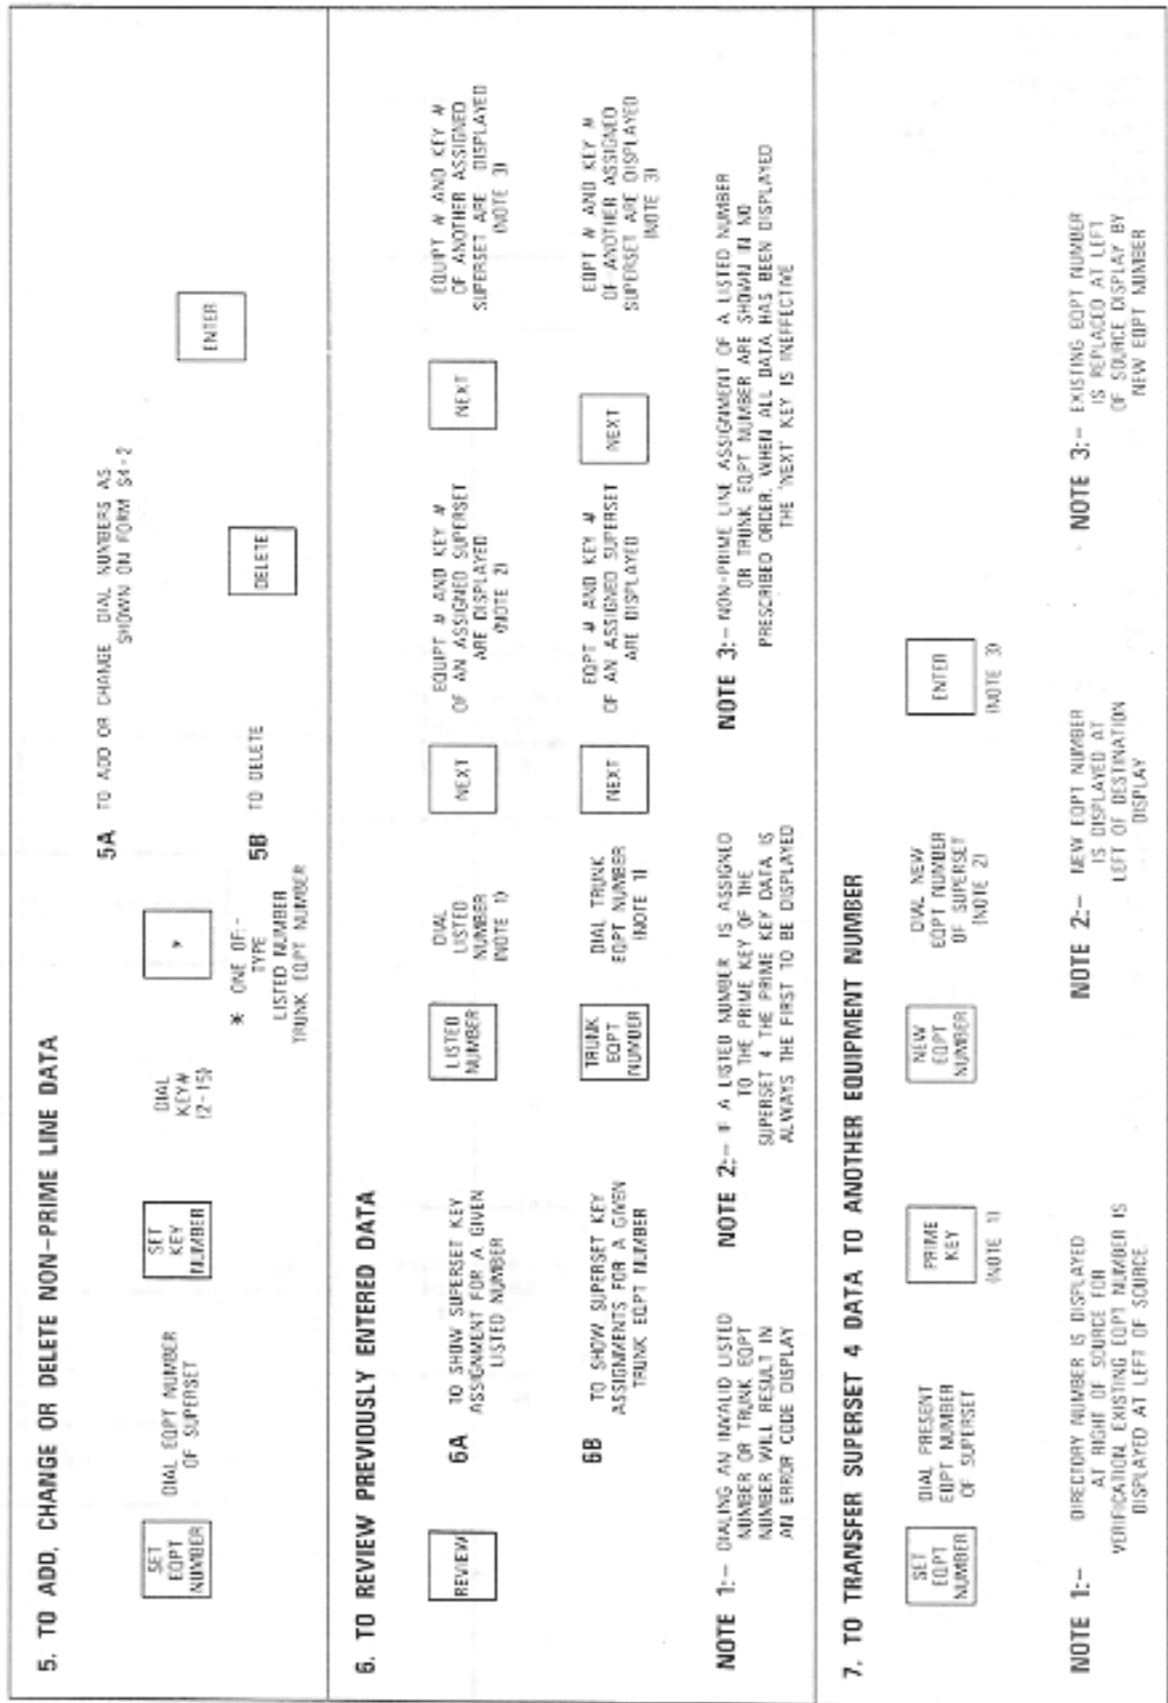 5. TO ADD, CHANGE OR DELETE NON-PRIME LINE DATA
SET
EQPT
NUMBER
DIAL EQPT NUMBER
OF SUPERSET
SET
KEY
NUMBER
DIAL
KEY#
(2-15)
*
* ONE OF:-
TYPE
LISTED NUMBER
TRUNK EQPT NUMBER
5A TO ADD OR CHANGE DIAL NUMBERS AS
SHOWN ON FORM S4-2
ENTER
5B TO DELETE
DELETE
6. TO REVIEW PREVIOUSLY ENTERED DATA
REVIEW
6A TO SHOW SUPERSET KEY
ASSIGNMENT FOR A GIVEN
LISTED NUMBER
LISTED
NUMBER
DIAL
LISTED
NUMBER
(NOTE 1)
NEXT
EQUIPT # AND KEY #
OF AN ASSIGNED SUPERSET
ARE DISPLAYED
(NOTE 2)
NEXT
EQUIPT # AND KEY #
OF ANOTHER ASSIGNED
SUPERSET ARE DISPLAYED
(NOTE 3)
6B TO SHOW SUPERSET KEY
ASSIGNMENTS FOR A GIVEN
TRUNK EQPT NUMBER
TRUNK
EQPT
NUMBER
DIAL TRUNK
EQPT NUMBER
(NOTE 1)
NEXT
EQPT # AND KEY #
OF AN ASSIGNED SUPERSET
ARE DISPLAYED
NEXT
EQPT # AND KEY #
OF ANOTHER ASSIGNED
SUPERSET ARE DISPLAYED
(NOTE 3)
NOTE 1:- DIALING AN INVALID LISTED
NUMBER OR TRUNK EQPT
NUMBER WILL RESULT IN
AN ERROR CODE DISPLAY
NOTE 2:- IF A LISTED NUMBER IS ASSIGNED
TO THE PRIME KEY OF THE
SUPERSET 4 THE PRIME KEY DATA IS
ALWAYS THE FIRST TO BE DISPLAYED
NOTE 3:- NON-PRIME LINE ASSIGNMENT OF A LISTED NUMBER
OR TRUNK EQPT NUMBER ARE SHOWN IN NO
PRESCRIBED ORDER. WHEN ALL DATA HAS BEEN DISPLAYED
THE 'NEXT' KEY IS INEFFECTIVE
7. TO TRANSFER SUPERSET 4 DATA TO ANOTHER EQUIPMENT NUMBER
SET
EQPT
NUMBER
DIAL PRESENT
EQPT NUMBER
OF SUPERSET
PRIME
KEY
(NOTE 1)
NEW
EQPT
NUMBER
DIAL NEW
EQPT NUMBER
OF SUPERSET
(NOTE 2)
ENTER
(NOTE 3)
NOTE 1:- DIRECTORY NUMBER IS DISPLAYED
AT RIGHT OF SOURCE FOR
VERIFICATION. EXISTING EQPT NUMBER IS
DISPLAYED AT LEFT OF SOURCE.
NOTE 2:- NEW EQPT NUMBER
IS DISPLAYED AT
LEFT OF DESTINATION
DISPLAY
NOTE 3:- EXISTING EQPT NUMBER
IS REPLACED AT LEFT
OF SOURCE DISPLAY BY
NEW EQPT NUMBER